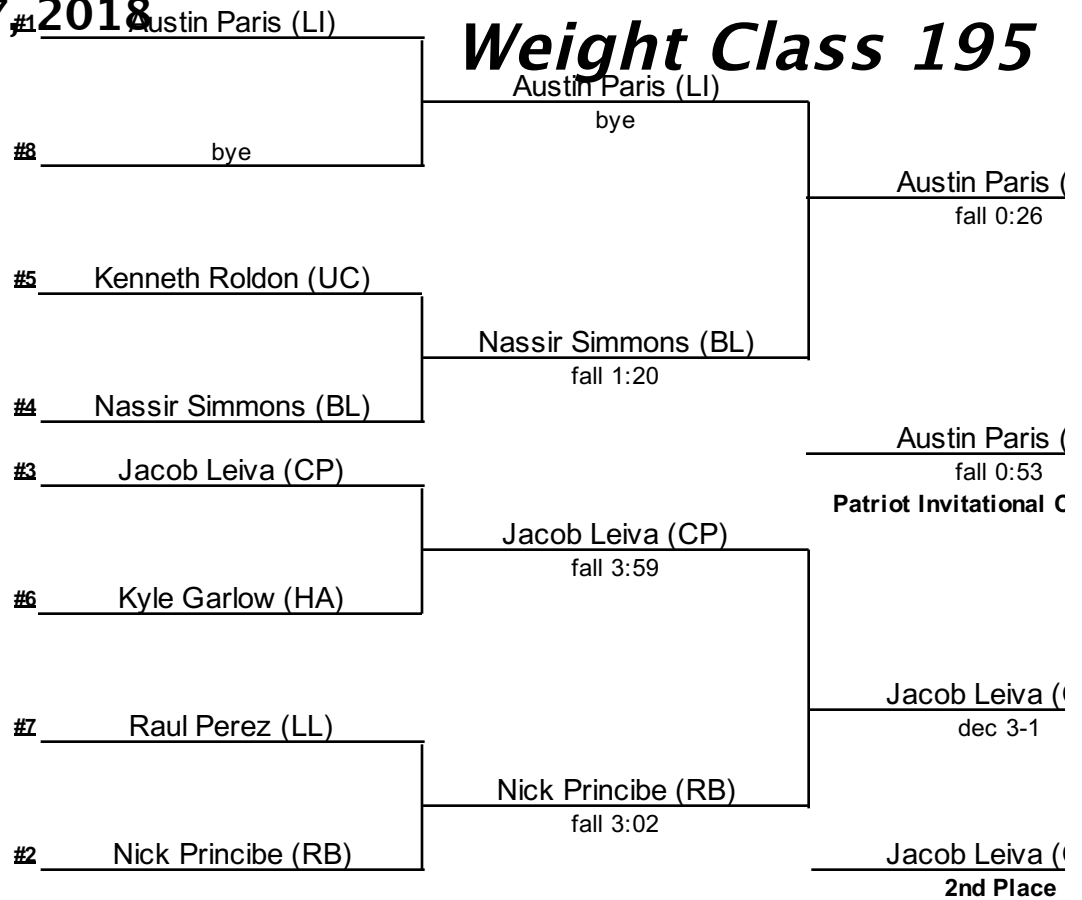 7, 2018
Weight Class 195
#1 Austin Paris (LI)
Austin Paris (LI)
bye
#8 bye
Austin Paris (
fall 0:26
#5 Kenneth Roldon (UC)
Nassir Simmons (BL)
fall 1:20
#4 Nassir Simmons (BL)
Austin Paris (
fall 0:53
Patriot Invitational
#3 Jacob Leiva (CP)
Jacob Leiva (CP)
fall 3:59
#6 Kyle Garlow (HA)
Jacob Leiva (
dec 3-1
#7 Raul Perez (LL)
Nick Principe (RB)
fall 3:02
#2 Nick Principe (RB)
Jacob Leiva (
2nd Place